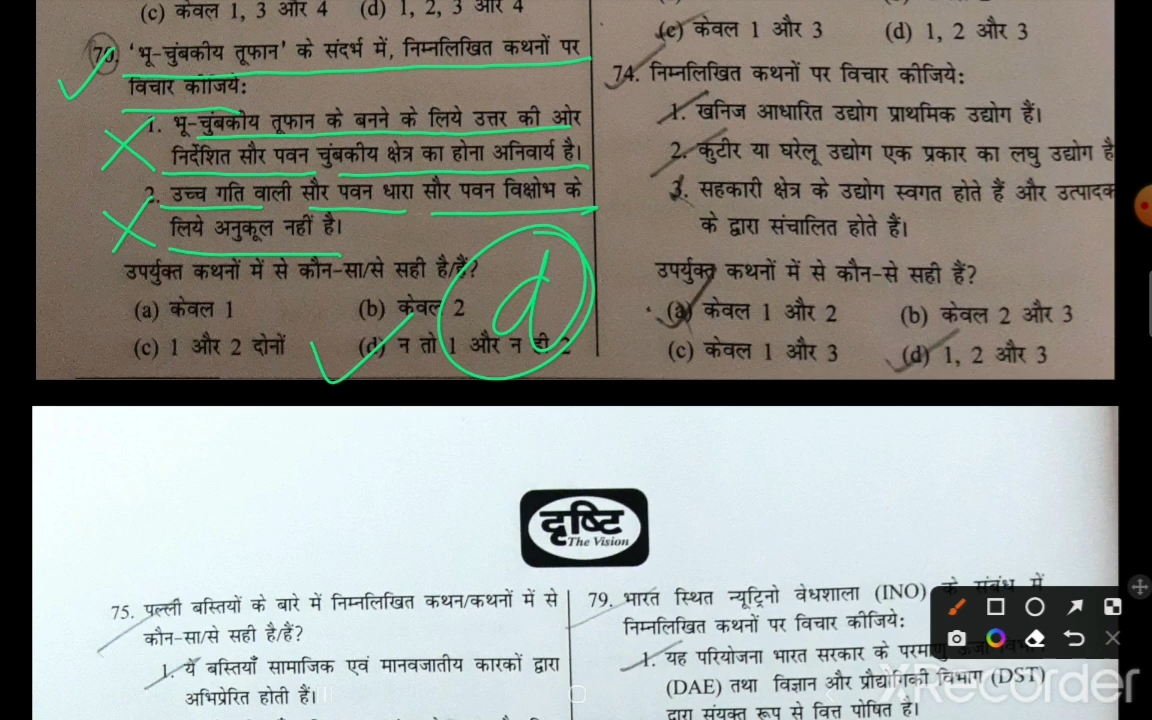 (c) केवल 1, 3 और 4 (d) 1, 2, 3 और 4
70. 'भू-चुंबकीय तूफान' के संदर्भ में, निम्नलिखित कथनों पर
विचार कीजिये:
1. भू-चुंबकीय तूफान के बनने के लिये उत्तर की ओर
निर्देशित सौर पवन चुंबकीय क्षेत्र का होना अनिवार्य है।
2. उच्च गति वाली सौर पवन धारा सौर पवन विक्षोभ के
लिये अनुकूल नहीं है।
उपर्युक्त कथनों में से कौन-सा/से सही है/हैं?
(a) केवल 1 (b) केवल 2
(c) 1 और 2 दोनों (d) न तो 1 और न ही 2
d
(c) केवल 1 और 3 (d) 1, 2 और 3
74. निम्नलिखित कथनों पर विचार कीजिये:
1. खनिज आधारित उद्योग प्राथमिक उद्योग हैं।
2. कुटीर या घरेलू उद्योग एक प्रकार का लघु उद्योग है
3. सहकारी क्षेत्र के उद्योग स्वगत होते हैं और उत्पादक
के द्वारा संचालित होते हैं।
उपर्युक्त कथनों में से कौन-से सही हैं?
(a) केवल 1 और 2 (b) केवल 2 और 3
(c) केवल 1 और 3 (d) 1, 2 और 3
दृष्टि
The Vision
75. पल्ली बस्तियों के बारे में निम्नलिखित कथन/कथनों में से
कौन-सा/से सही है/हैं?
1. ये बस्तियाँ सामाजिक एवं मानवजातीय कारकों द्वारा
अभिप्रेरित होती हैं।
79. भारत स्थित न्यूट्रिनो वेधशाला (INO) के संबंध में
निम्नलिखित कथनों पर विचार कीजिये:
1. यह परियोजना भारत सरकार के परमाणु ऊर्जा विभाग
(DAE) तथा विज्ञान और प्रौद्योगिकी विभाग (DST)
द्वारा संयुक्त रूप से वित्त पोषित है।
XRecorder